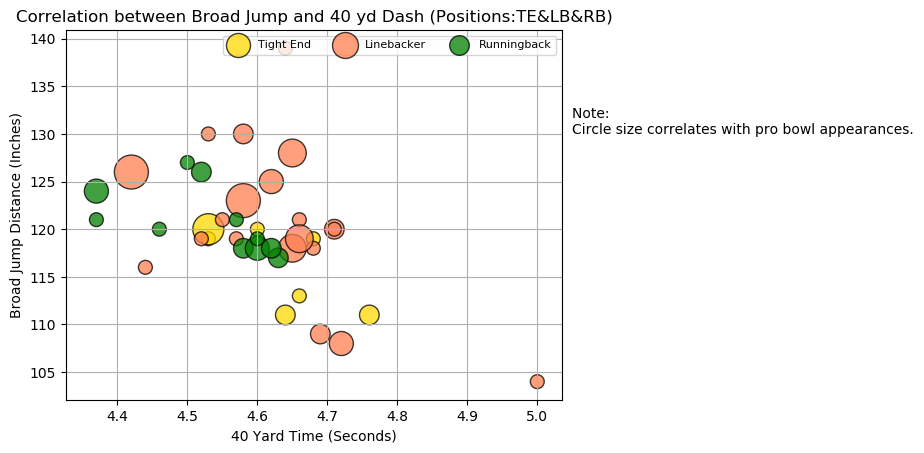 Correlation between Broad Jump and 40 yd Dash (Positions:TE&LB&RB)
Tight End
Linebacker
Runningback
140
135
130
125
120
115
110
105
Broad Jump Distance (Inches)
4.4
4.5
4.6
4.7
4.8
4.9
5.0
40 Yard Time (Seconds)
Note:
Circle size correlates with pro bowl appearances.